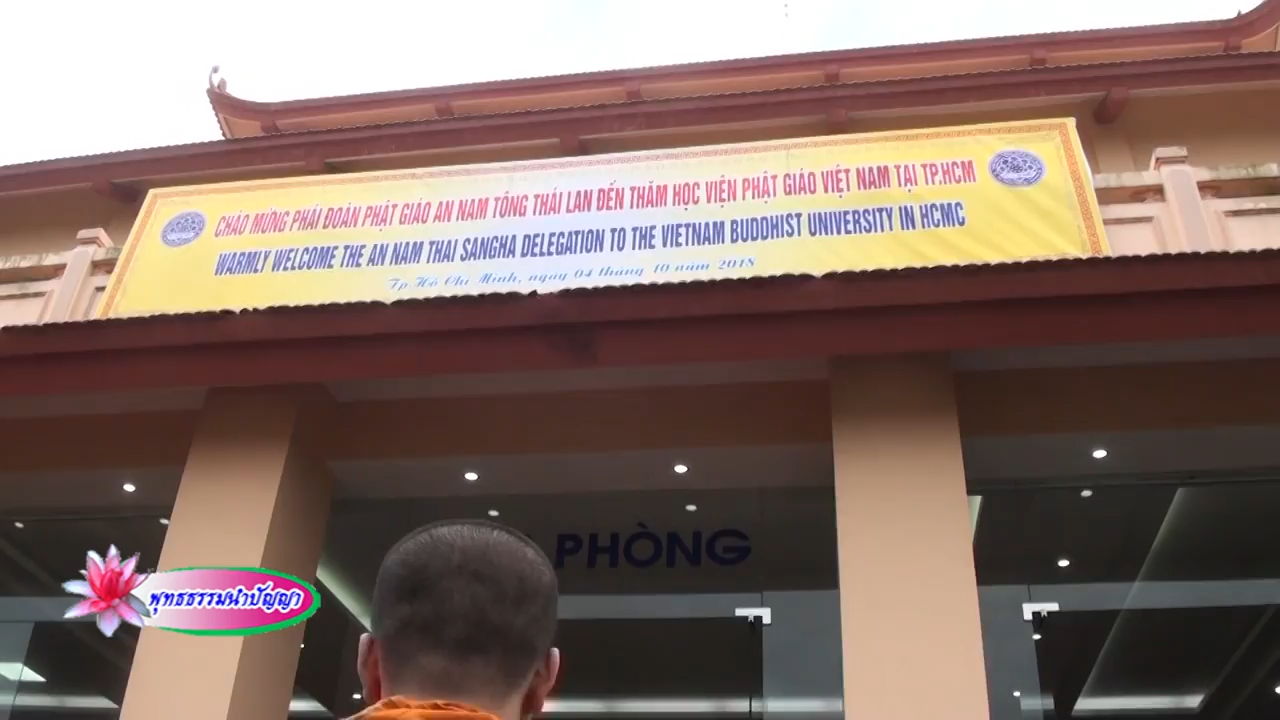 CHÀO MỪNG PHÁI ĐOÀN PHẬT GIÁO AN NAM TÔNG THÁI LAN ĐẾN THĂM HỌC VIỆN PHẬT GIÁO VIỆT NAM TẠI TP.HCM
WARMLY WELCOME THE AN NAM THAI SANGHA DELEGATION TO THE VIETNAM BUDDHIST UNIVERSITY IN HCMC
Tp.Hồ Chí Minh, ngày 04 tháng 10 năm 2018
PHÒNG
พุทธธรรมนำปัญญา